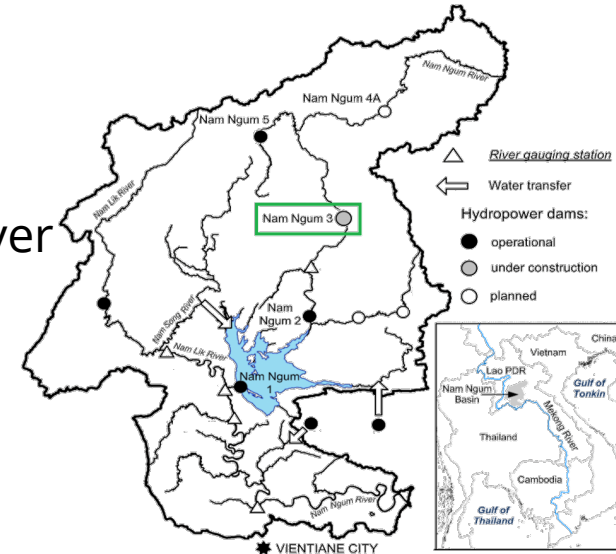 Nam Ngum River
Nam Ngum 4A
Nam Ngum 5
River gauging station
Water transfer
Nam Lik River
Hydropower dams:
ver
Nam Ngum 3
operational
under construction
planned
Nam Song River
Nam
Ngum 2
Nam Lik River
Nam Ngum
1
China
Vietnam
Lao PDR
Gulf of
Tonkin
Nam Ngum
Basin
Mekong River
Thailand
Cambodia
Gulf of
Thailand
Nam Ngum River
VIENTIANE CITY